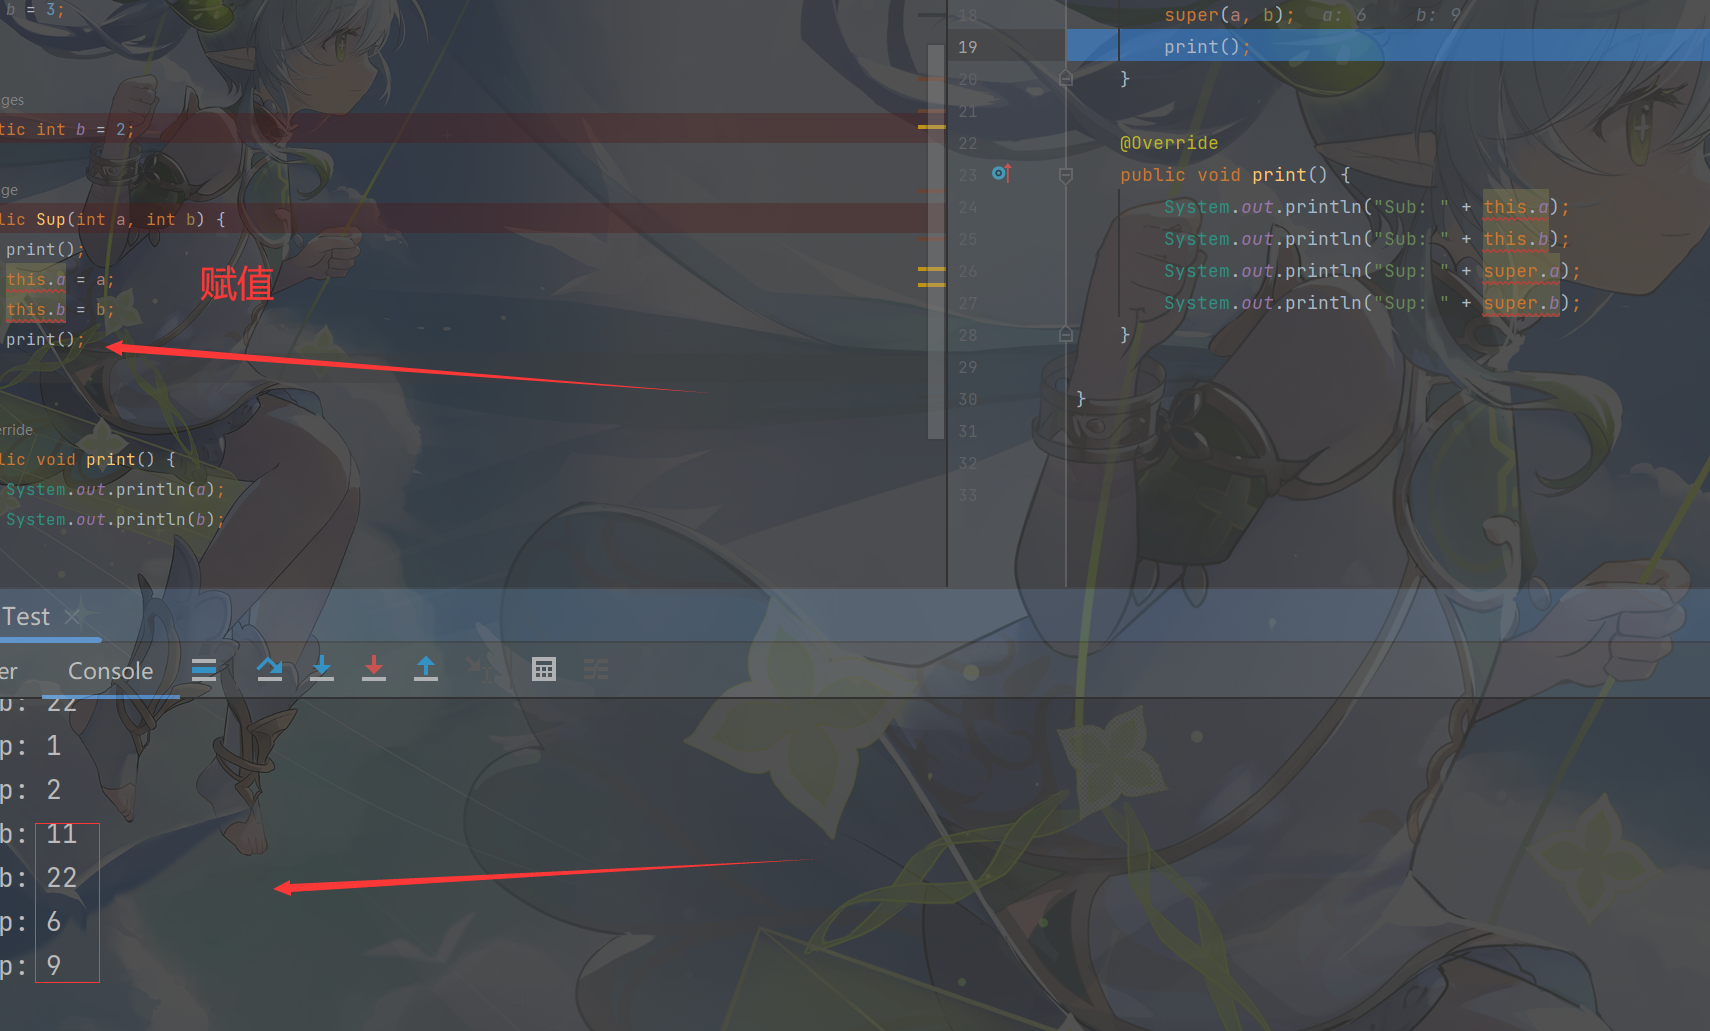 b = 3;
ges
tic int b = 2;
ge
lic Sup(int a, int b) {
print();
this.a = a;
this.b = b;
print();
赋值
erride
lic void print() {
System.out.println(a);
System.out.println(b);
18 super(a, b); a: 6 b: 9
19 print();
20 }
21
22 @Override
23 public void print() {
24 System.out.println("Sub: " + this.a);
25 System.out.println("Sub: " + this.b);
26 System.out.println("Sup: " + super.a);
27 System.out.println("Sup: " + super.b);
28 }
29
30 }
31
32
33
Test
er Console
b: 22
p: 1
p: 2
b: 11
b: 22
p: 6
p: 9